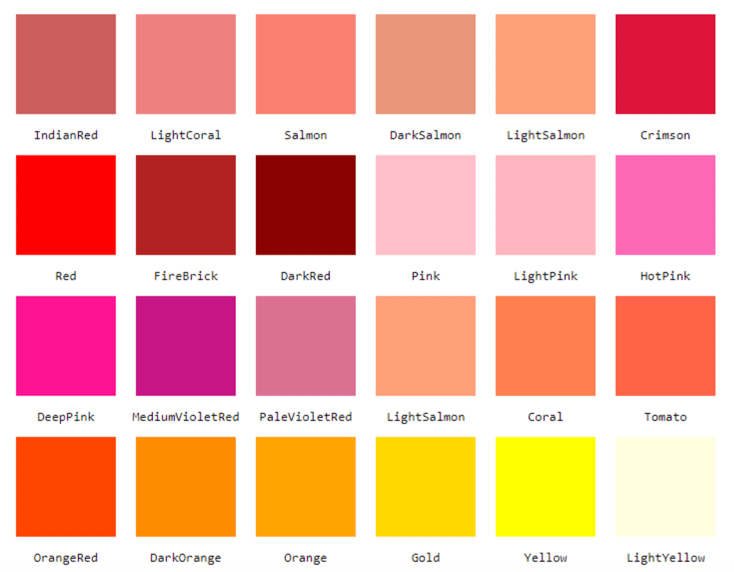 IndianRed LightCoral Salmon DarkSalmon LightSalmon Crimson
Red FireBrick DarkRed Pink LightPink HotPink
DeepPink MediumVioletRed PaleVioletRed LightSalmon Coral Tomato
OrangeRed DarkOrange Orange Gold Yellow LightYellow